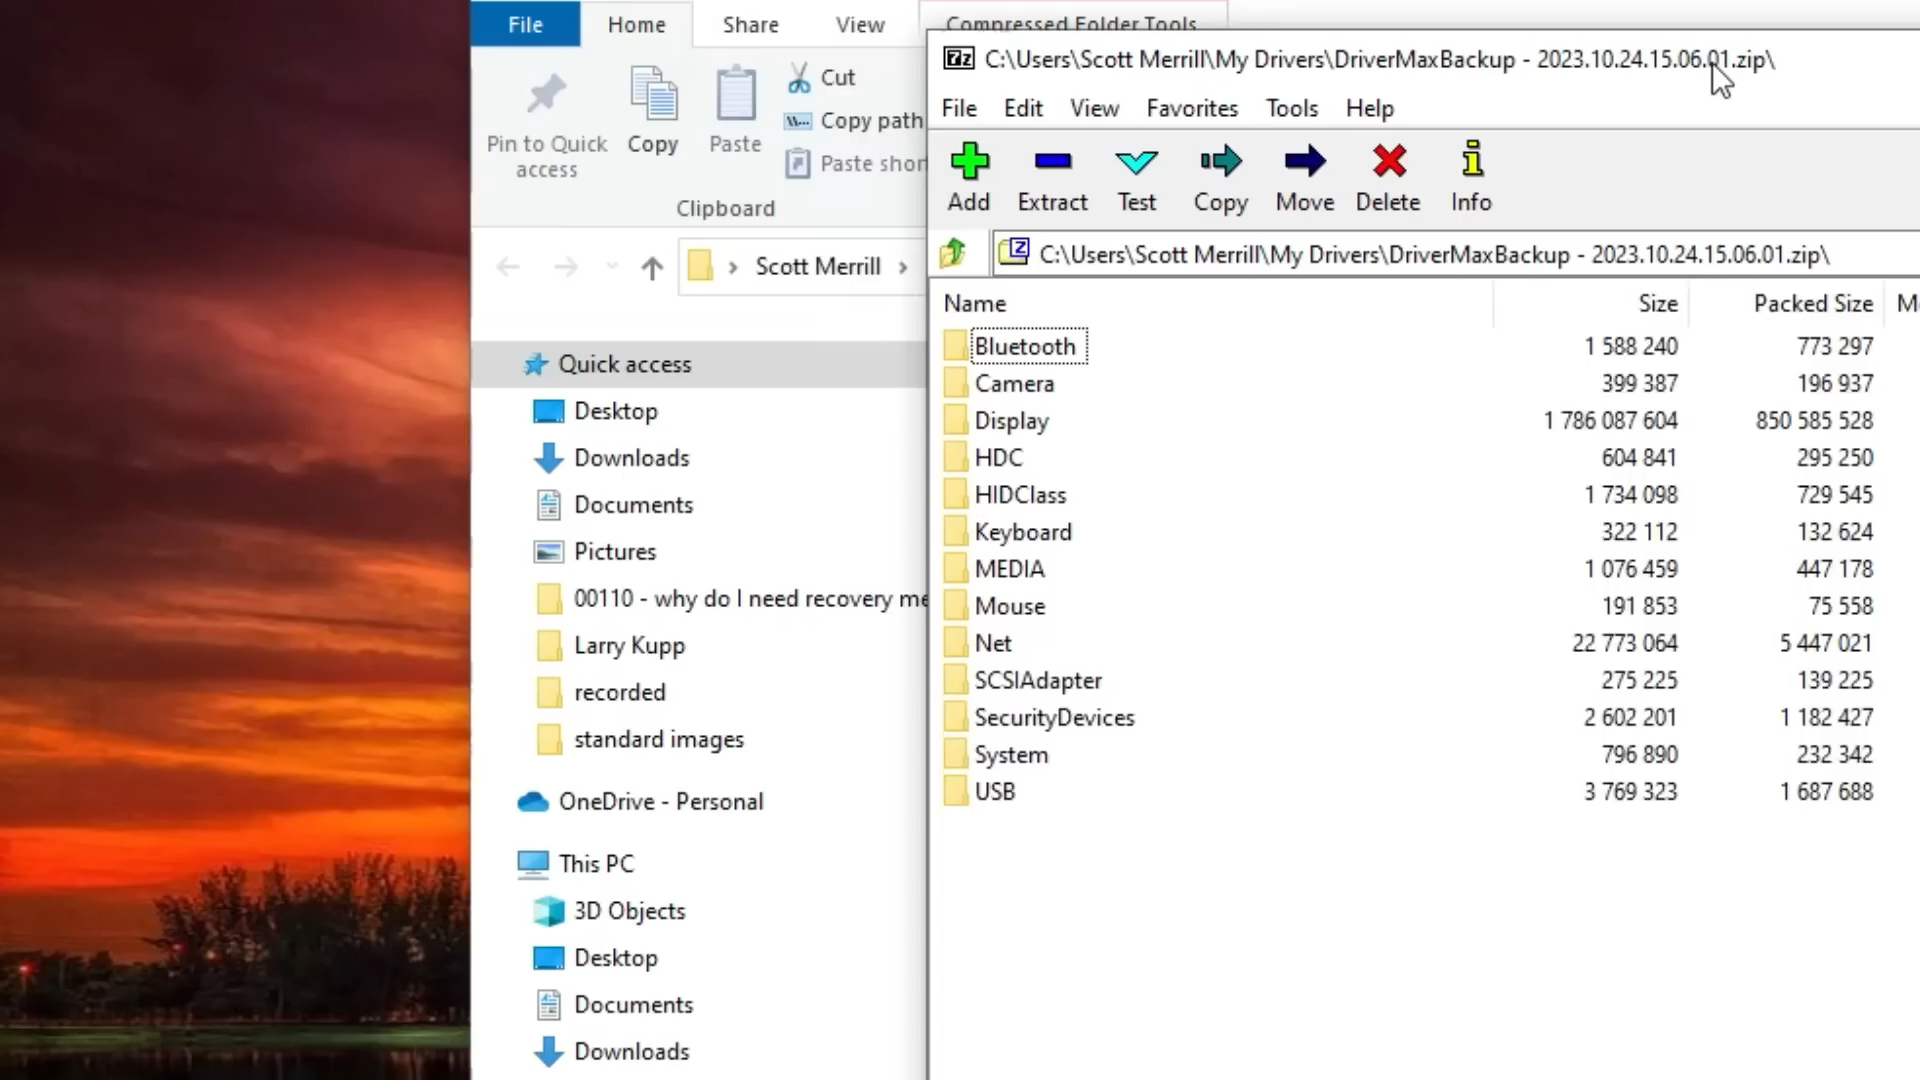 File Home Share View Compressed Folder Tools
Pin to Quick access
Copy
Paste
Cut
Copy path
Paste shor
Clipboard
Scott Merrill
Quick access
Desktop
Downloads
Documents
Pictures
00110 - why do I need recovery me
Larry Kupp
recorded
standard images
OneDrive - Personal
This PC
3D Objects
Desktop
Documents
Downloads
C:\Users\Scott Merrill\My Drivers\DriverMaxBackup - 2023.10.24.15.06.01.zip\
File Edit View Favorites Tools Help
Add Extract Test Copy Move Delete Info
C:\Users\Scott Merrill\My Drivers\DriverMaxBackup - 2023.10.24.15.06.01.zip\
Name Size Packed Size Mo
Bluetooth 1 588 240 773 297
Camera 399 387 196 937
Display 1 786 087 604 850 585 528
HDC 604 841 295 250
HIDClass 1 734 098 729 545
Keyboard 322 112 132 624
MEDIA 1 076 459 447 178
Mouse 191 853 75 558
Net 22 773 064 5 447 021
SCSIAdapter 275 225 139 225
SecurityDevices 2 602 201 1 182 427
System 796 890 232 342
USB 3 769 323 1 687 688